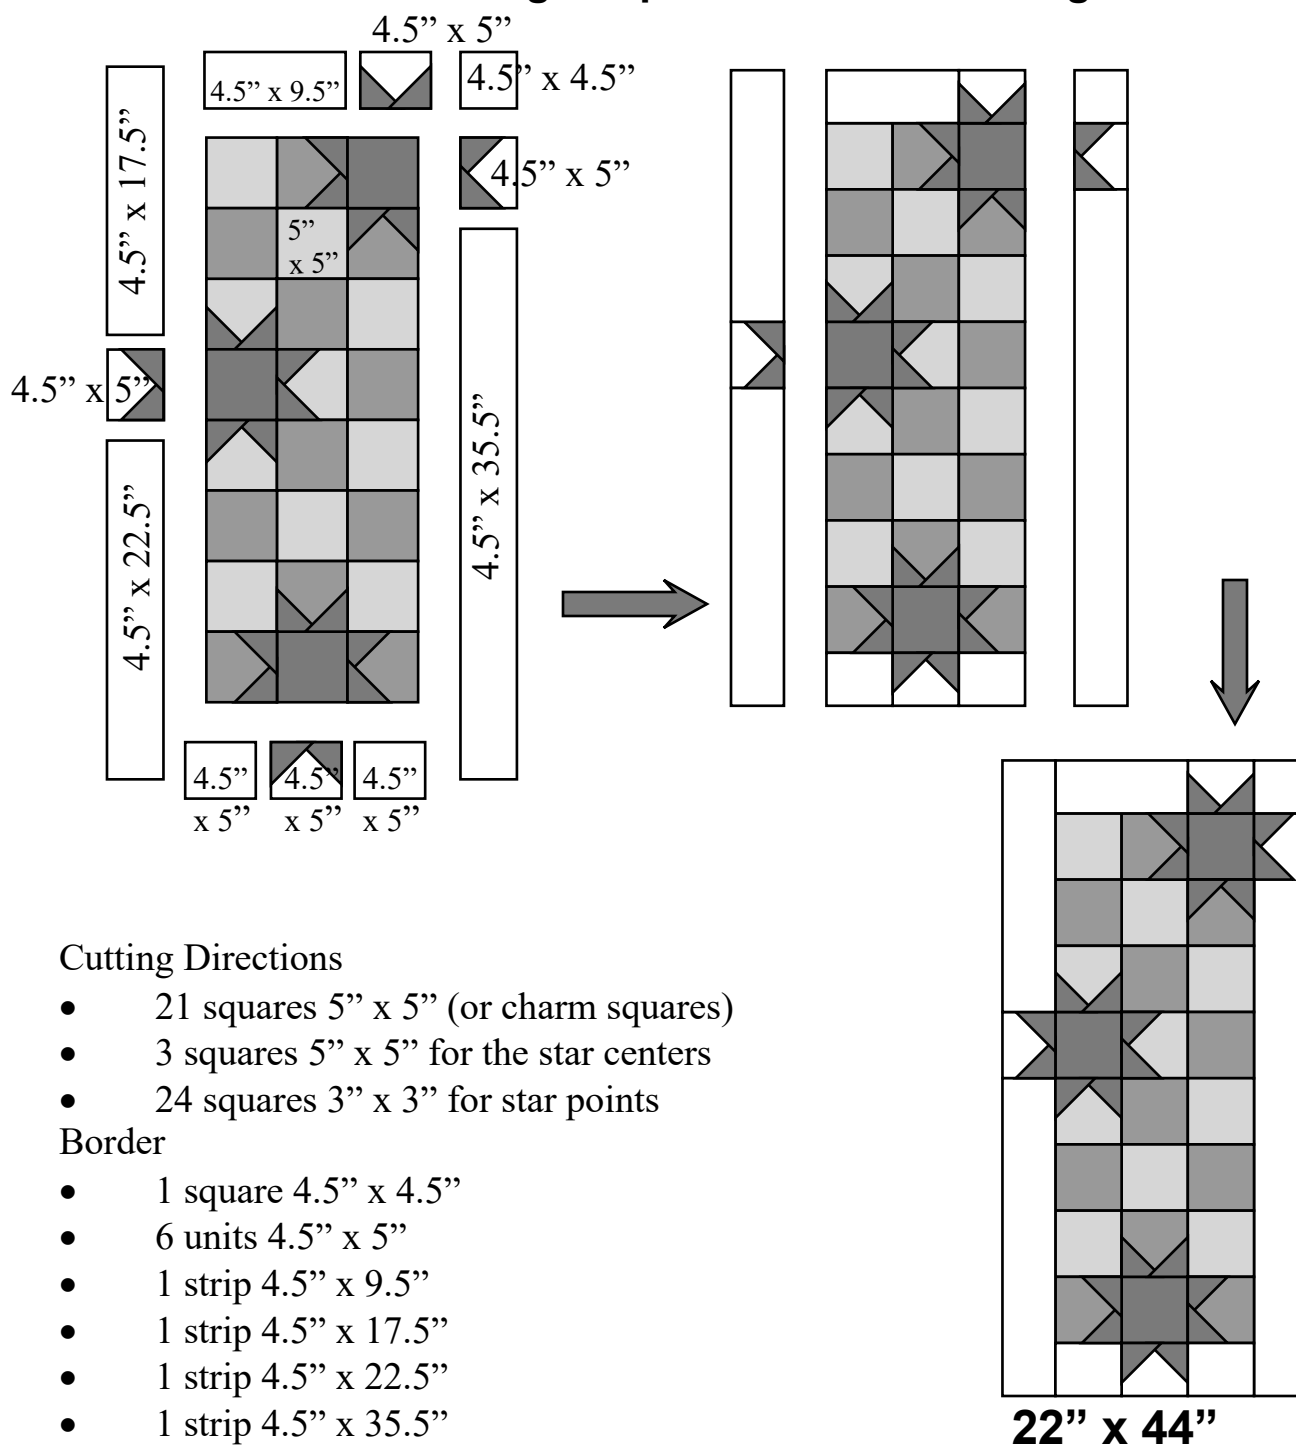 4.5” x 5”
4.5” x 9.5”
4.5” x 4.5”
4.5” x 17.5”
4.5” x 5”
5”
x 5”
4.5” x 5”
4.5” x 22.5”
4.5” x 35.5”
4.5” 4.5” 4.5”
x 5” x 5” x 5”
Cutting Directions
• 21 squares 5” x 5” (or charm squares)
• 3 squares 5” x 5” for the star centers
• 24 squares 3” x 3” for star points
Border
• 1 square 4.5” x 4.5”
• 6 units 4.5” x 5”
• 1 strip 4.5” x 9.5”
• 1 strip 4.5” x 17.5”
• 1 strip 4.5” x 22.5”
• 1 strip 4.5” x 35.5”
22” x 44”